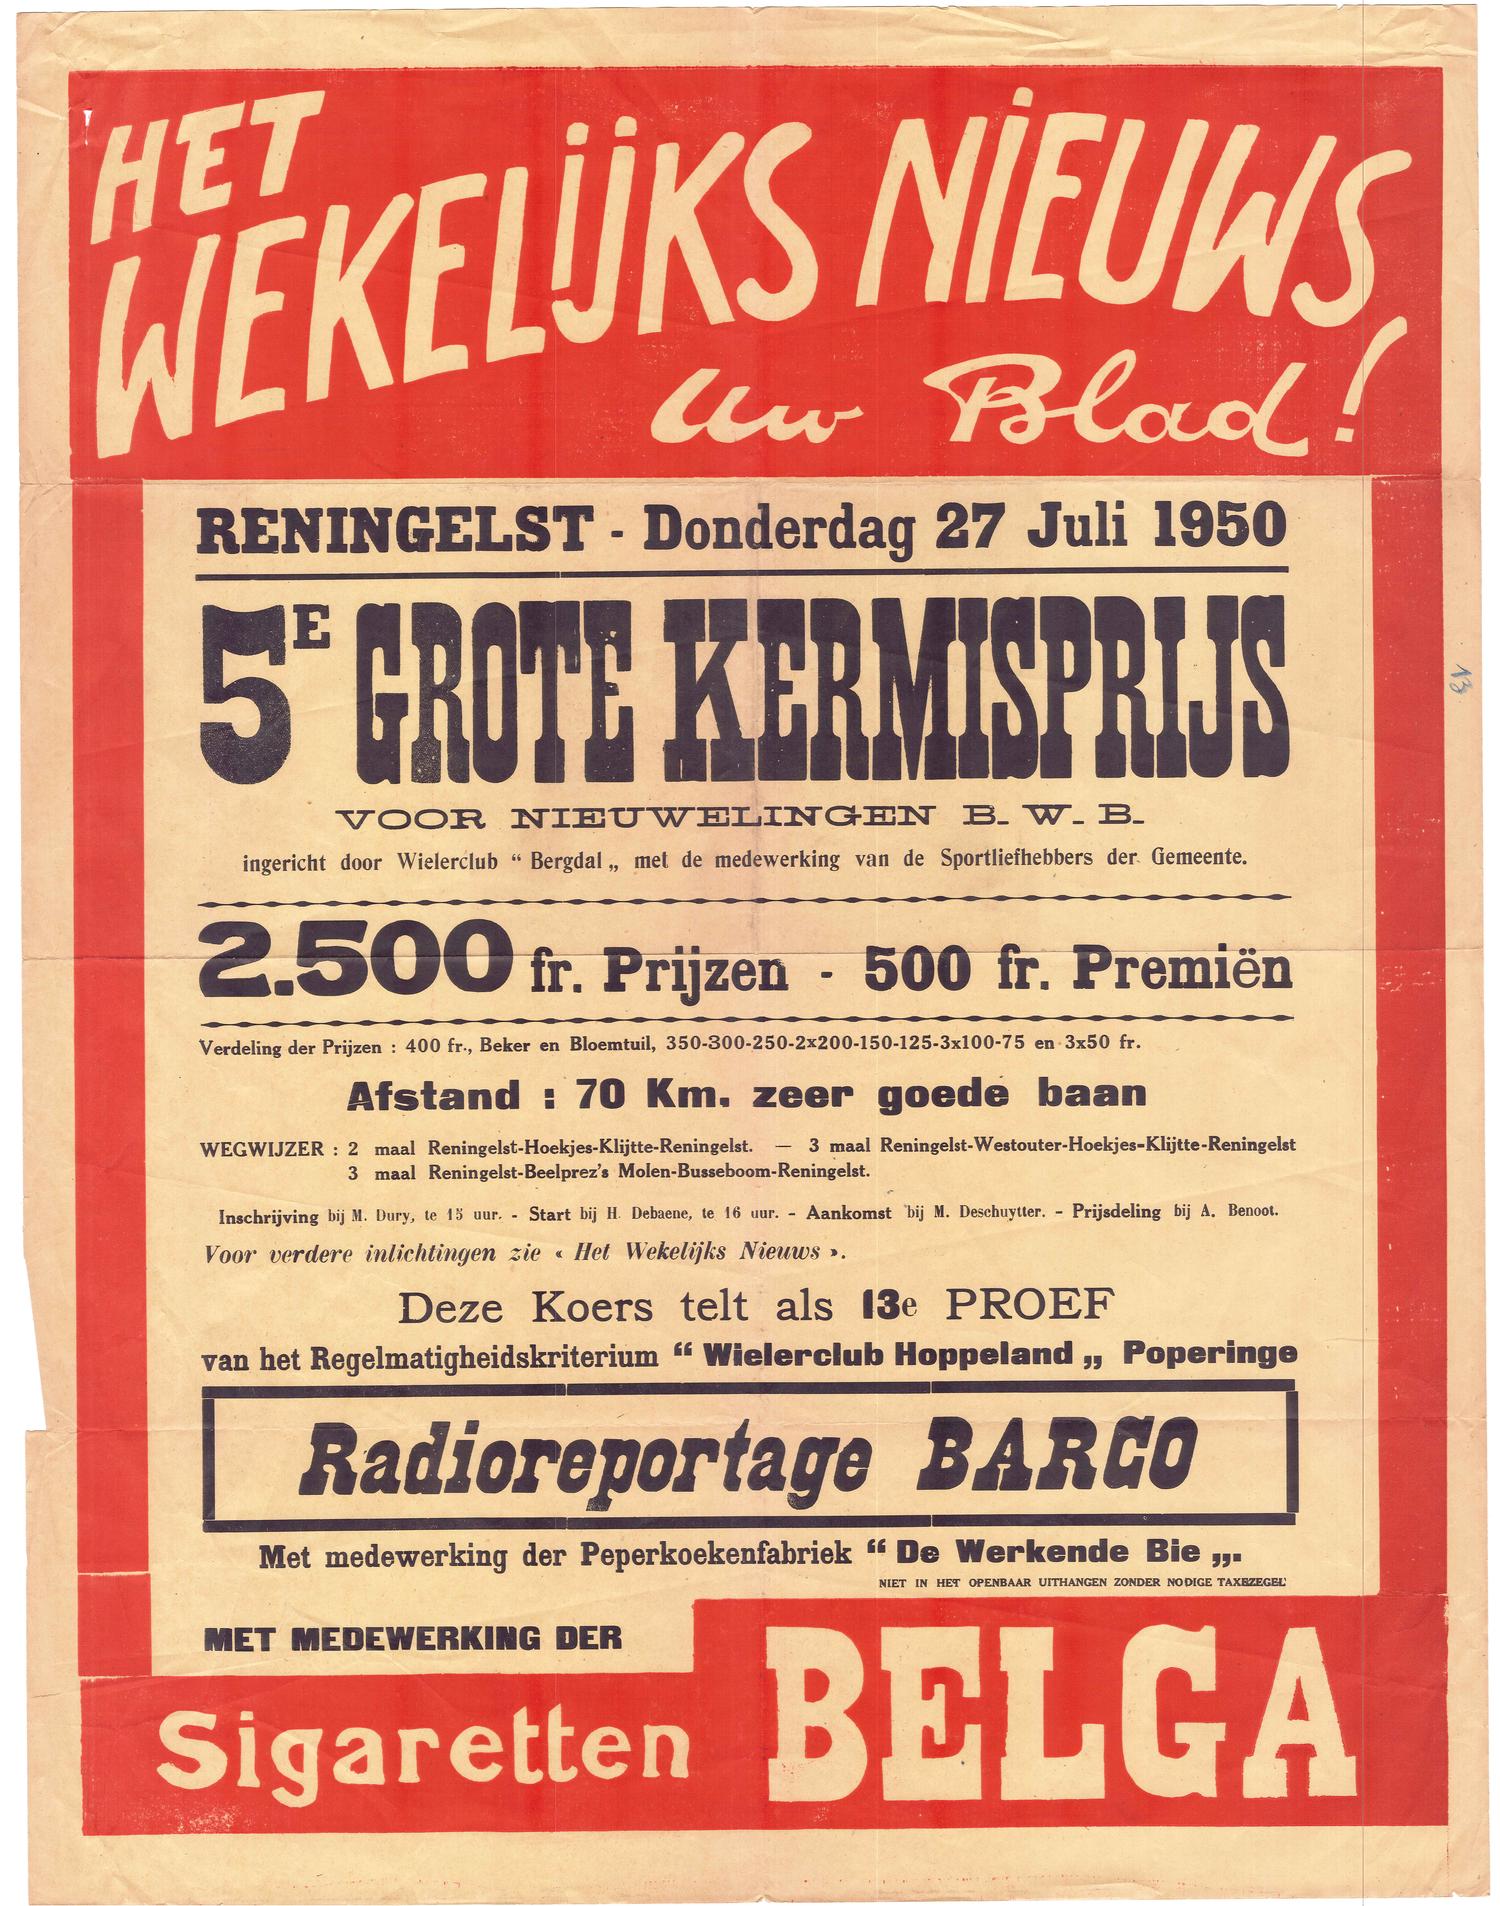 HET
WEKELIJKS NIEUWS,
Uw Blad!
RENINGELST - Donderdag 27 Juli 1950
5E GROTE KERMISPRIJS
VOOR NIEUWELINGEN B. W. B.
ingericht door Wielerclub “ Bergdal „ met de medewerking van de Sportliefhebbers der Gemeente.
2.500 fr. Prijzen - 500 fr. Premiën
Verdeling der Prijzen : 400 fr., Beker en Bloemtuil, 350-300-250-2x200-150-125-3x100-75 en 3x50 fr.
Afstand : 70 Km. zeer goede baan
WEGWIJZER : 2 maal Reningelst-Hoekjes-Klijtte-Reningelst. — 3 maal Reningelst-Westouter-Hoekjes-Klijtte-Reningelst
3 maal Reningelst-Beelprez's Molen-Busseboom-Reningelst.
Inschrijving bij M. Dury, te 15 uur. - Start bij H. Debaene, te 16 uur. - Aankomst bij M. Deschuytter. - Prijsdeling bij A. Benoot.
Voor verdere inlichtingen zie « Het Wekelijks Nieuws ».
Deze Koers telt als 13e PROEF
van het Regelmatigheidskriterium “ Wielerclub Hoppeland „ Poperinge
Radioreportage BARCO
Met medewerking der Peperkoekenfabriek “ De Werkende Bie „.
NIET IN HET OPENBAAR UITHANGEN ZONDER NODIGE TAXEZEGEL
MET MEDEWERKING DER
Sigaretten BELGA
13